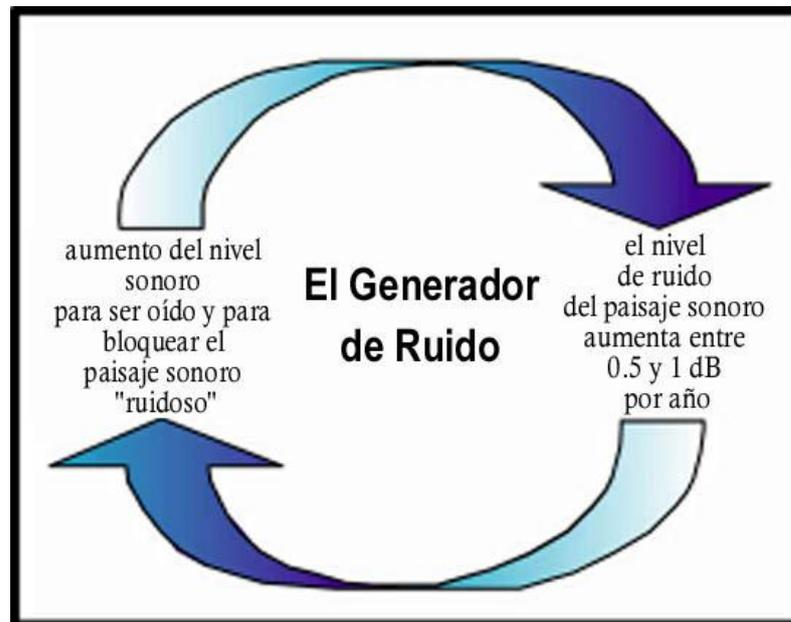 aumento del nivel
sonoro
para ser oído y para
bloquear el
paisaje sonoro
"ruidoso"
El Generador
de Ruido
el nivel
de ruido
del paisaje sonoro
aumenta entre
0.5 y 1 dB
por año